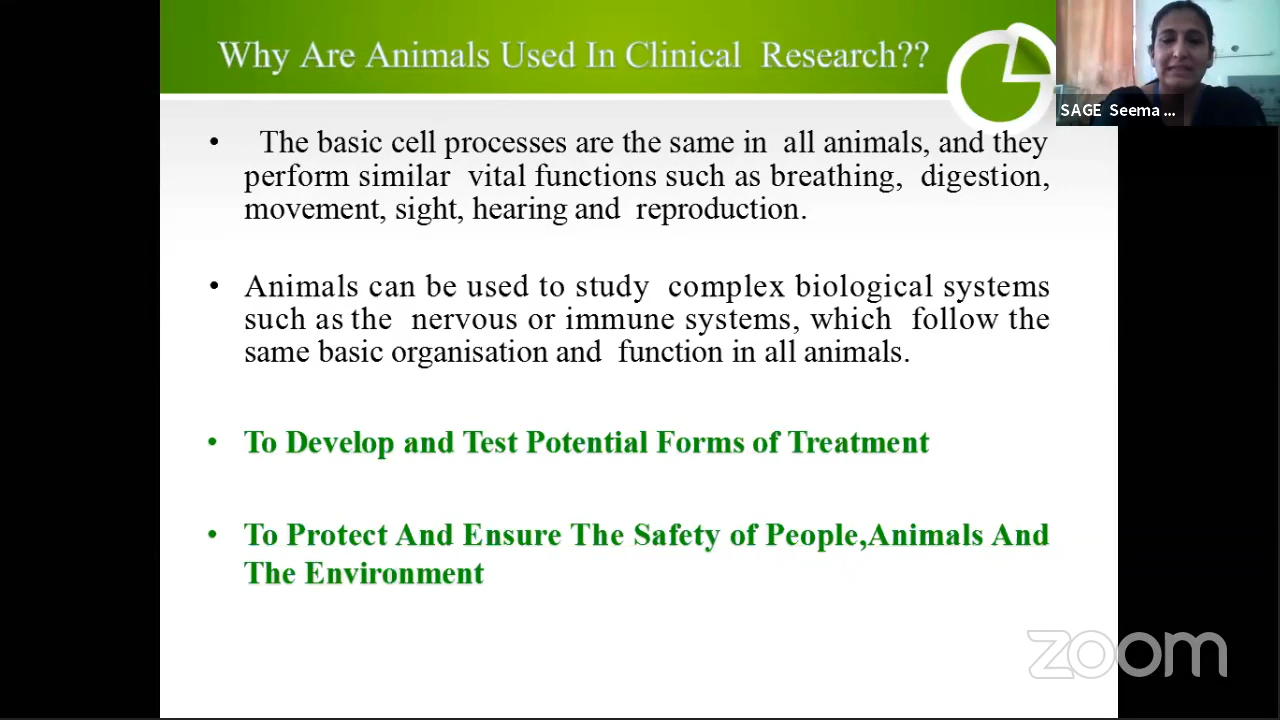 Why Are Animals Used In Clinical Research??
SAGE Seema ...
• The basic cell processes are the same in all animals, and they
perform similar vital functions such as breathing, digestion,
movement, sight, hearing and reproduction.
• Animals can be used to study complex biological systems
such as the nervous or immune systems, which follow the
same basic organisation and function in all animals.
• To Develop and Test Potential Forms of Treatment
• To Protect And Ensure The Safety of People,Animals And
The Environment
zoom